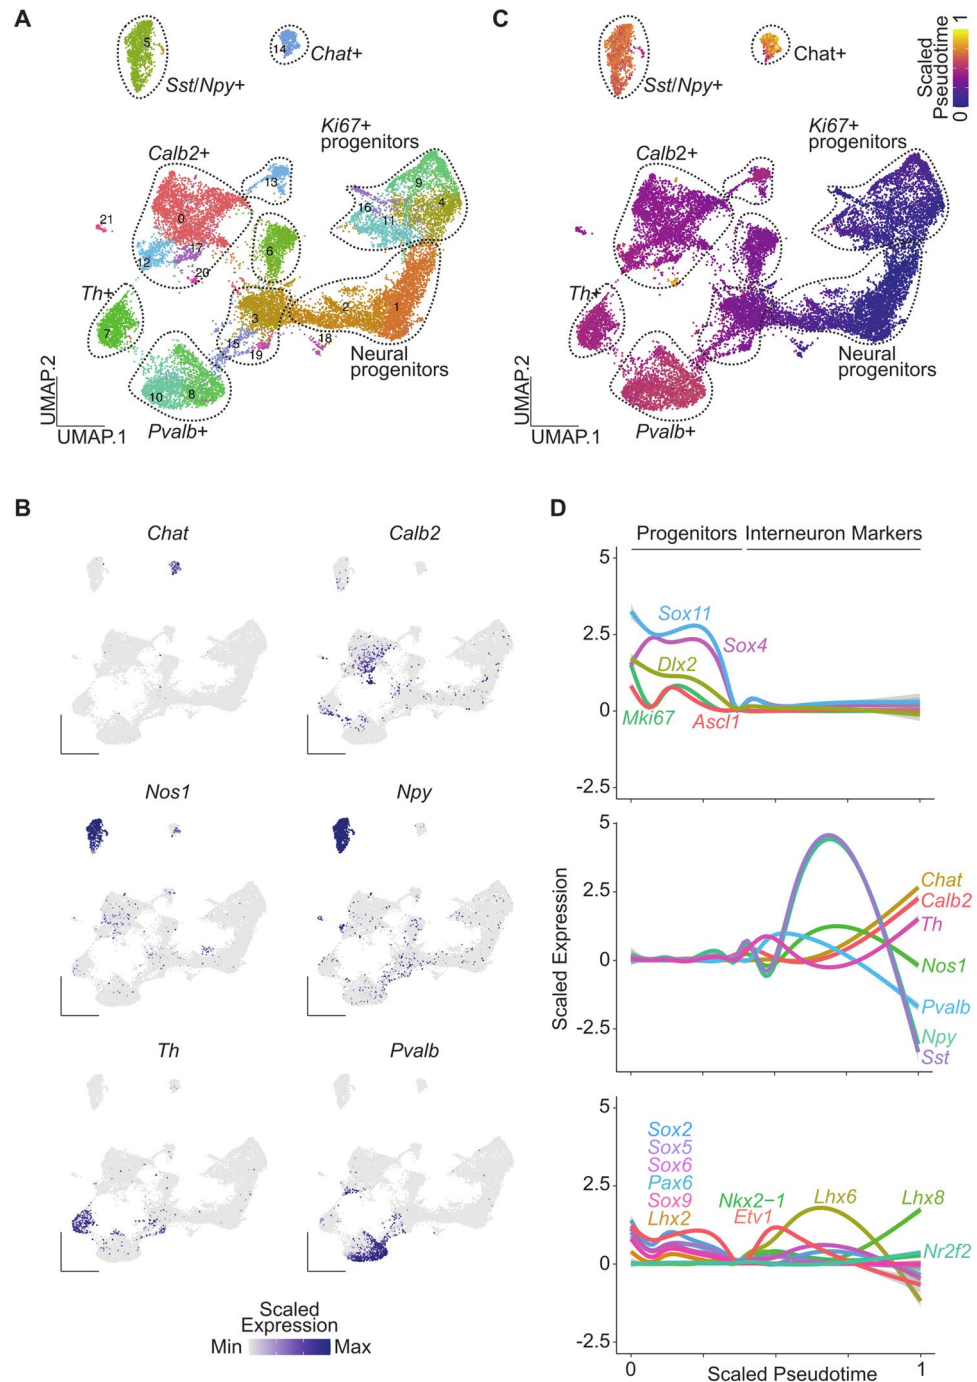 A
5
Sst/Npy+
14
Chat+
Ki67+
progenitors
Calb2+
13
9
16
4
11
0
21
17
12
6
20
Th+
3
2
1
7
15
19
18
Neural
progenitors
10
8
Pvalb+
UMAP.2
UMAP.1
C
Sst/Npy+
Chat+
Scaled
Pseudotime
0
1
Ki67+
progenitors
Calb2+
Th+
Neural
progenitors
Pvalb+
UMAP.2
UMAP.1
B
Chat
Calb2
Nos1
Npy
Th
Pvalb
Scaled
Expression
Min
Max
D
Progenitors
Interneuron Markers
5
2.5
0
-2.5
Sox11
Sox4
Dlx2
Mki67
Ascl1
5
2.5
0
-2.5
Scaled Expression
Chat
Calb2
Th
Nos1
Pvalb
Npy
Sst
5
2.5
0
-2.5
Sox2
Sox5
Sox6
Pax6
Sox9
Lhx2
Nkx2−1
Etv1
Lhx6
Lhx8
Nr2f2
0
Scaled Pseudotime
1